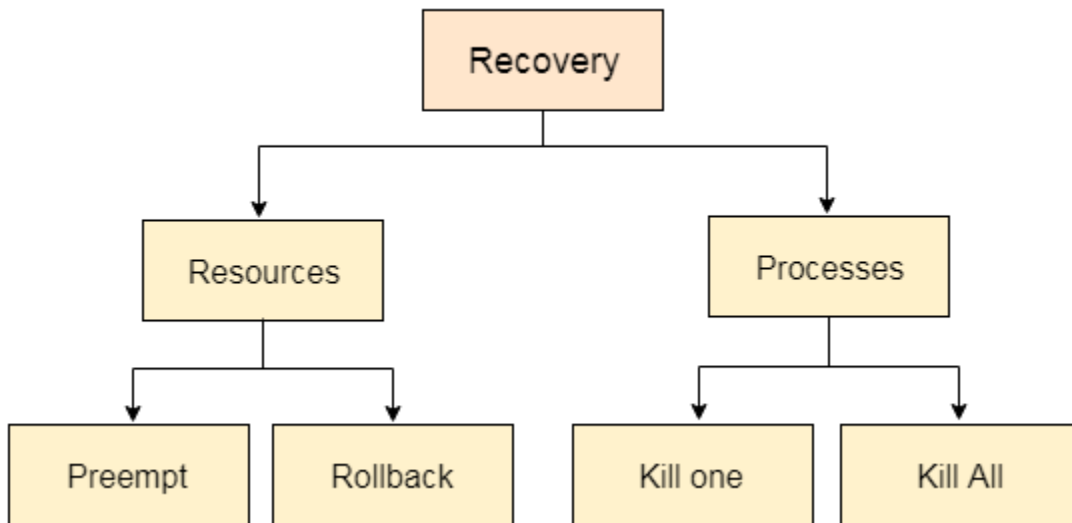 Recovery
Resources
Processes
Preempt
Rollback
Kill one
Kill All